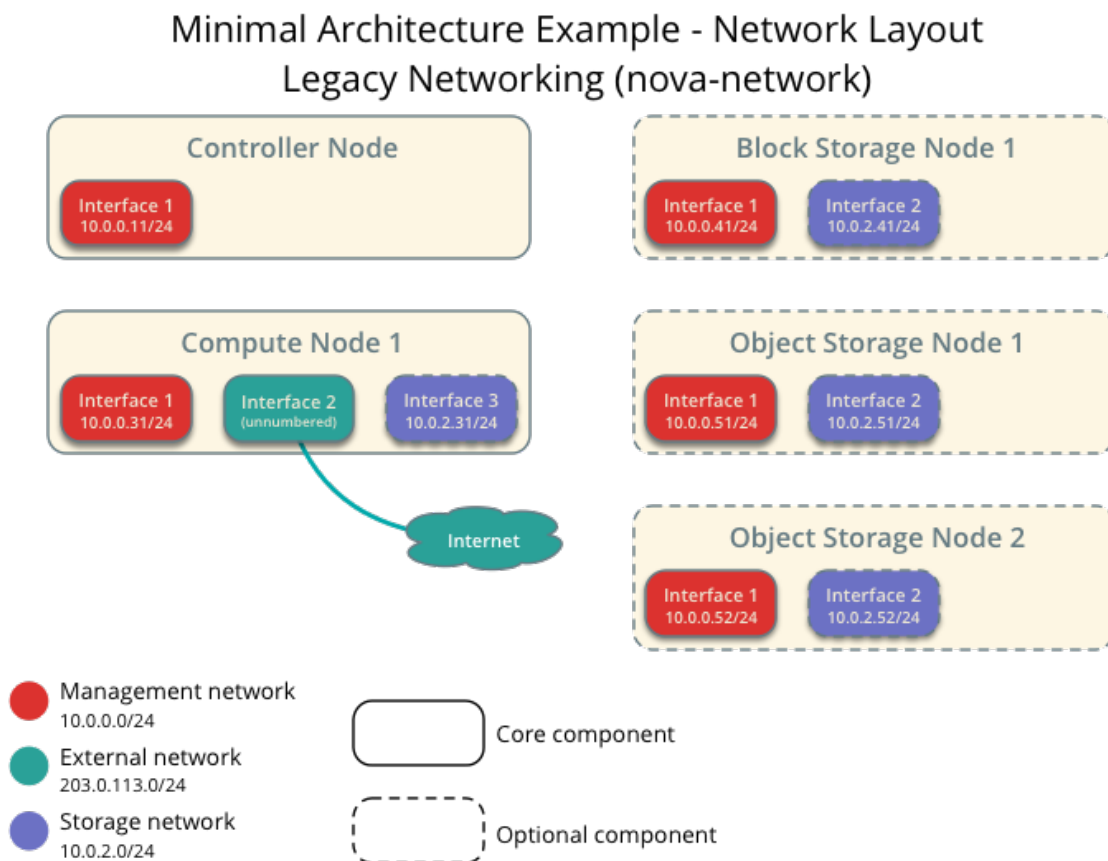 Minimal Architecture Example - Network Layout
Legacy Networking (nova-network)
Controller Node
Interface 1
10.0.0.11/24
Block Storage Node 1
Interface 1
10.0.0.41/24
Interface 2
10.0.2.41/24
Compute Node 1
Interface 1
10.0.0.31/24
Interface 2
(unnumbered)
Interface 3
10.0.2.31/24
Internet
Object Storage Node 1
Interface 1
10.0.0.51/24
Interface 2
10.0.2.51/24
Object Storage Node 2
Interface 1
10.0.0.52/24
Interface 2
10.0.2.52/24
Management network
10.0.0.0/24
External network
203.0.113.0/24
Storage network
10.0.2.0/24
Core component
Optional component